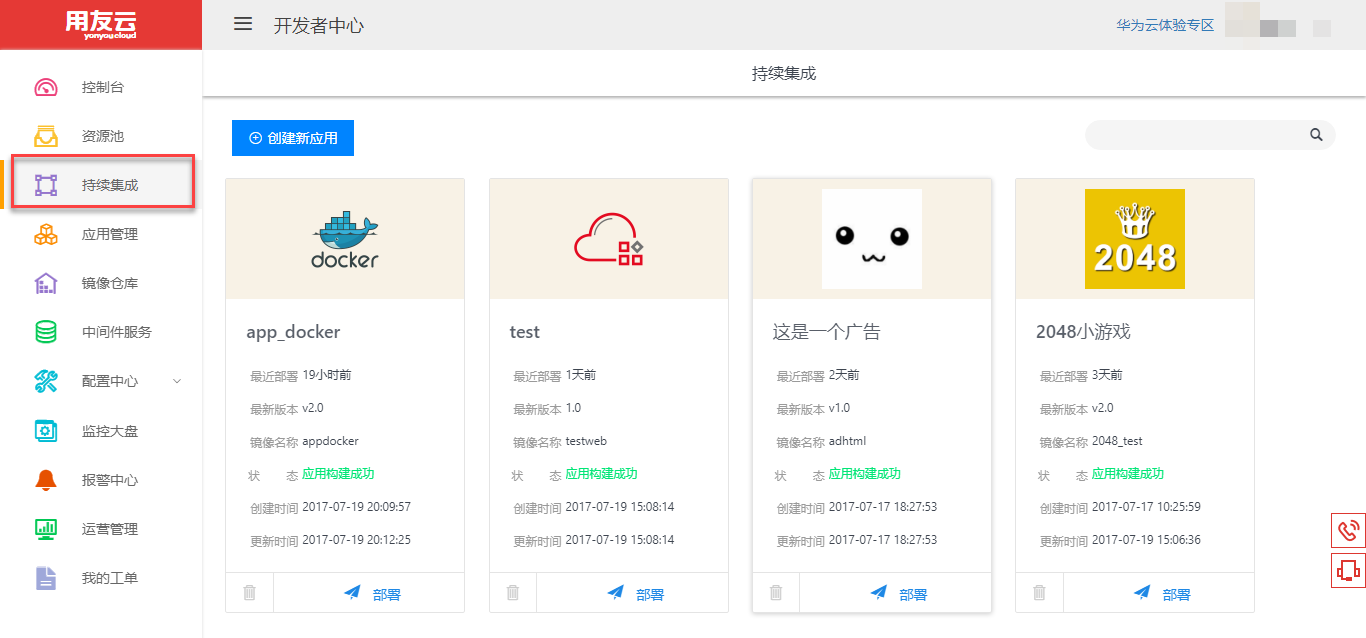 用友云
yonyoucloud
开发者中心
华为云体验专区
控制台
资源池
持续集成
应用管理
镜像仓库
中间件服务
配置中心
监控大盘
报警中心
运营管理
我的工单
持续集成
创建新应用
docker
app_docker
最近部署 19小时前
最新版本 v2.0
镜像名称 appdocker
状 态 应用构建成功
创建时间 2017-07-19 20:09:57
更新时间 2017-07-19 20:12:25
部署
test
最近部署 1天前
最新版本 1.0
镜像名称 testweb
状 态 应用构建成功
创建时间 2017-07-19 15:08:14
更新时间 2017-07-19 15:08:14
部署
这是一个广告
最近部署 2天前
最新版本 v1.0
镜像名称 adhtml
状 态 应用构建成功
创建时间 2017-07-17 18:27:53
更新时间 2017-07-17 18:27:53
部署
2048
2048小游戏
最近部署 3天前
最新版本 v2.0
镜像名称 2048_test
状 态 应用构建成功
创建时间 2017-07-17 10:25:59
更新时间 2017-07-19 15:06:36
部署